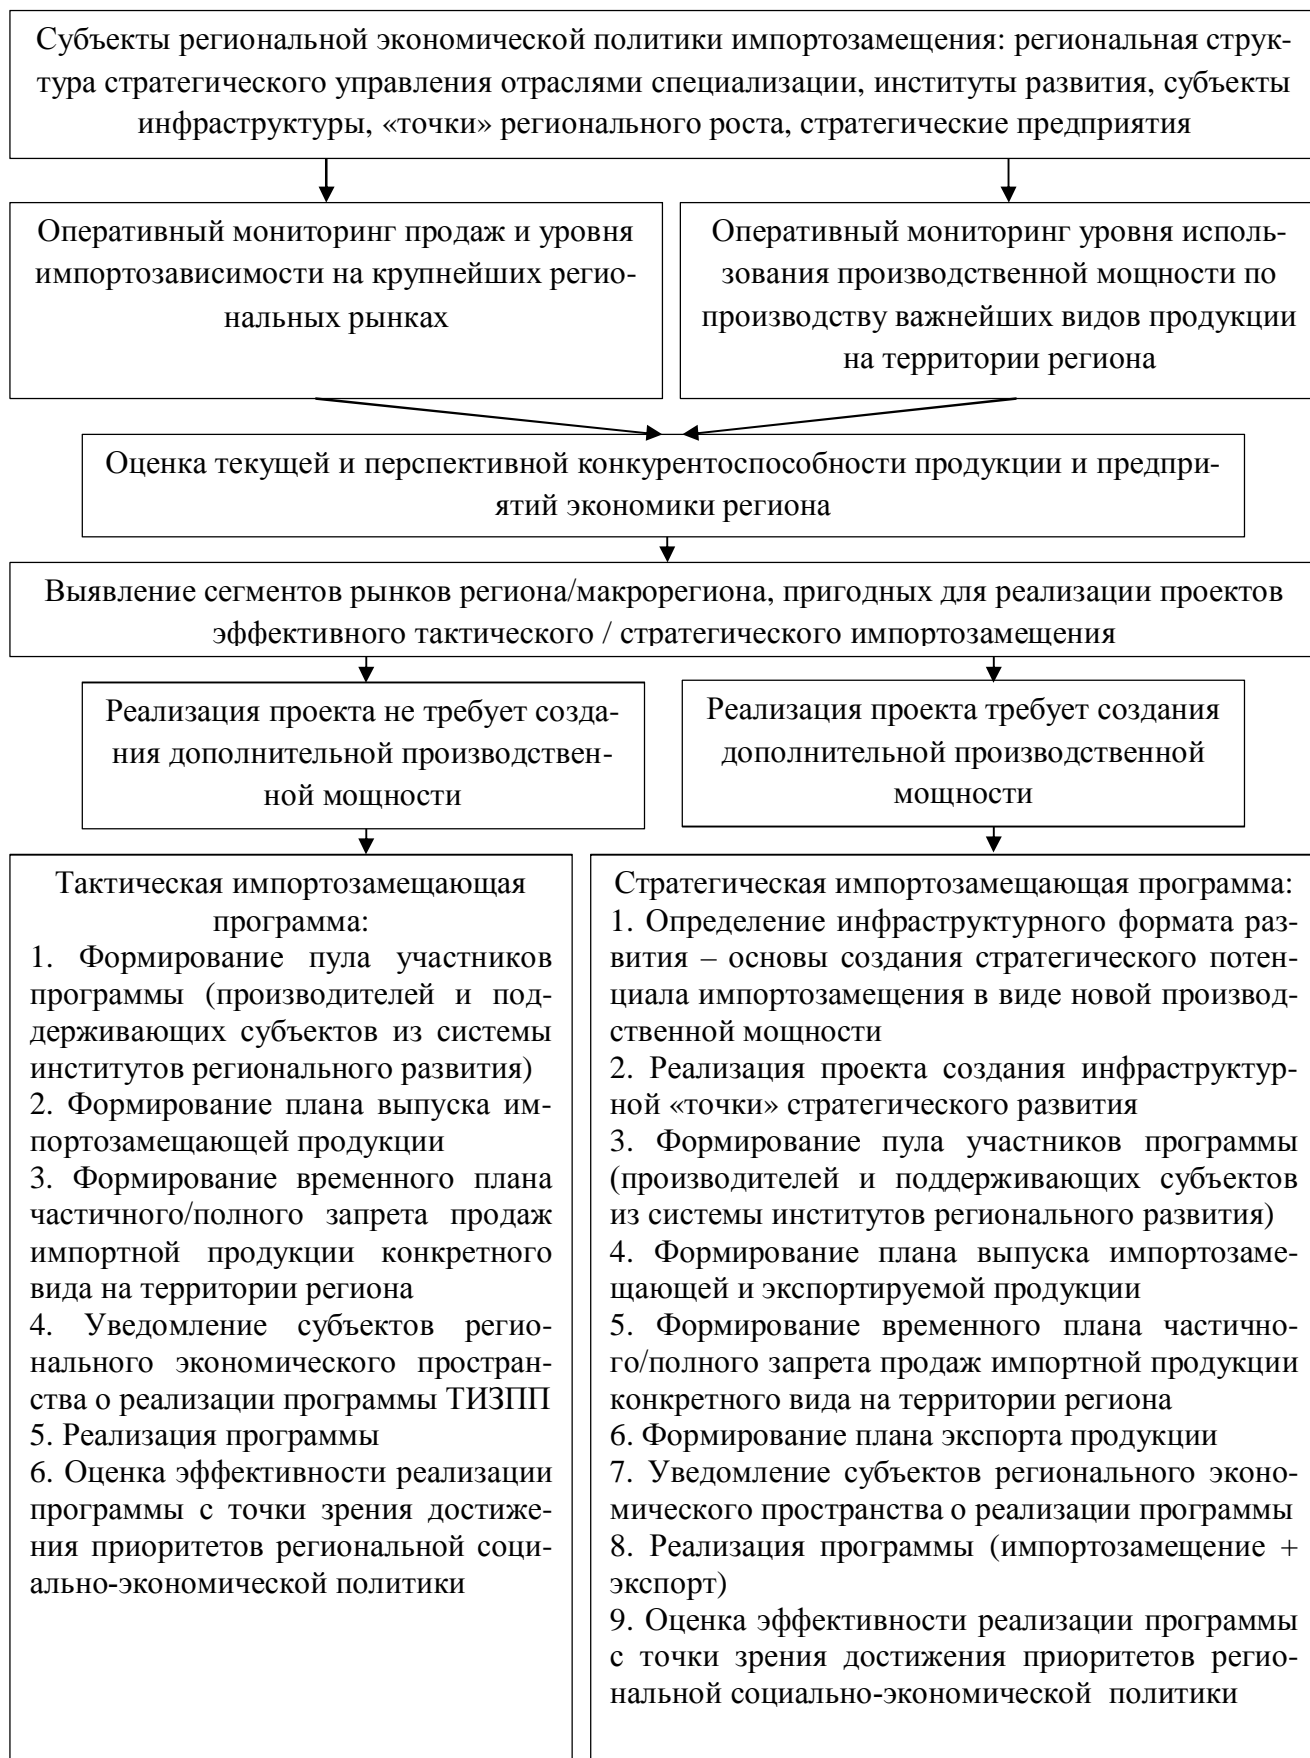 Субъекты региональной экономической политики импортозамещения: региональная струк-
тура стратегического управления отраслями специализации, институты развития, субъекты
инфраструктуры, «точки» регионального роста, стратегические предприятия
Оперативный мониторинг продаж и уровня
импортозависимости на крупнейших регио-
нальных рынках
Оперативный мониторинг уровня исполь-
зования производственной мощности по
производству важнейших видов продукции
на территории региона
Оценка текущей и перспективной конкурентоспособности продукции и предпри-
ятий экономики региона
Выявление сегментов рынков региона/макрорегиона, пригодных для реализации проектов
эффективного тактического / стратегического импортозамещения
Реализация проекта не требует созда-
ния дополнительной производствен-
ной мощности
Реализация проекта требует создания
дополнительной производственной
мощности
Тактическая импортозамещающая
программа:
1. Формирование пула участников
программы (производителей и под-
держивающих субъектов из системы
институтов регионального развития)
2. Формирование плана выпуска им-
портозамещающей продукции
3. Формирование временного плана
частичного/полного запрета продаж
импортной продукции конкретного
вида на территории региона
4. Уведомление субъектов регио-
нального экономического простран-
ства о реализации программы ТИЗПП
5. Реализация программы
6. Оценка эффективности реализации
программы с точки зрения достиже-
ния приоритетов региональной соци-
ально-экономической политики
Стратегическая импортозамещающая программа:
1. Определение инфраструктурного формата раз-
вития – основы создания стратегического потен-
циала импортозамещения в виде новой производ-
ственной мощности
2. Реализация проекта создания инфраструктур-
ной «точки» стратегического развития
3. Формирование пула участников программы
(производителей и поддерживающих субъектов
из системы институтов регионального развития)
4. Формирование плана выпуска импортозаме-
щающей и экспортируемой продукции
5. Формирование временного плана частично-
го/полного запрета продаж импортной продукции
конкретного вида на территории региона
6. Формирование плана экспорта продукции
7. Уведомление субъектов регионального эконо-
мического пространства о реализации программы
8. Реализация программы (импортозамещение +
экспорт)
9. Оценка эффективности реализации программы
с точки зрения достижения приоритетов регио-
нальной социально-экономической политики